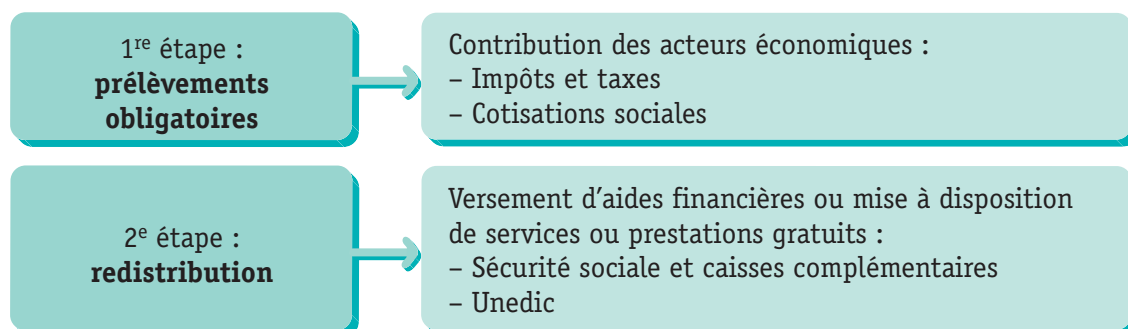 1re étape :
prélèvements
obligatoires
Contribution des acteurs économiques :
– Impôts et taxes
– Cotisations sociales
2e étape :
redistribution
Versement d’aides financières ou mise à disposition
de services ou prestations gratuits :
– Sécurité sociale et caisses complémentaires
– Unedic